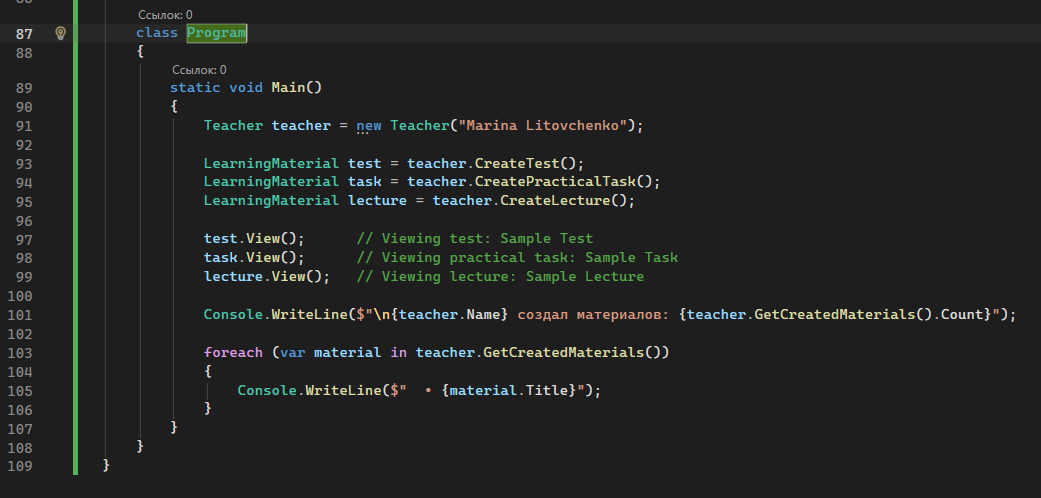 Ссылок: 0
87 class Program
88 {
Ссылок: 0
89 static void Main()
90 {
91 Teacher teacher = new Teacher("Marina Litovchenko");
92
93 LearningMaterial test = teacher.CreateTest();
94 LearningMaterial task = teacher.CreatePracticalTask();
95 LearningMaterial lecture = teacher.CreateLecture();
96
97 test.View();      // Viewing test: Sample Test
98 task.View();      // Viewing practical task: Sample Task
99 lecture.View();   // Viewing lecture: Sample Lecture
100
101 Console.WriteLine($"\n{teacher.Name} создал материалов: {teacher.GetCreatedMaterials().Count}");
102
103 foreach (var material in teacher.GetCreatedMaterials())
104 {
105 Console.WriteLine($"  • {material.Title}");
106 }
107 }
108 }
109 }